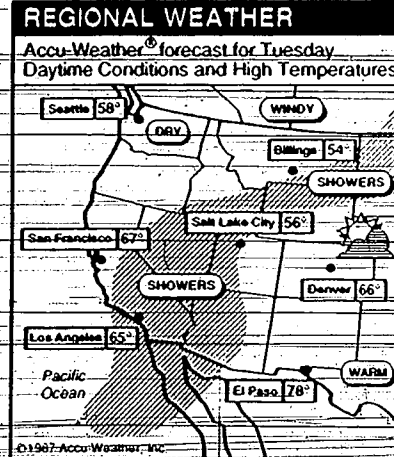 REGIONAL WEATHER
Accu-Weather® forecast for Tuesday
Daytime Conditions and High Temperatures
Seattle 58°
WINDY
DRY
Billings 54°
SHOWERS
Salt Lake City 56°
San Francisco 67°
SHOWERS
Denver 66°
Los Angeles 65°
WARM
Pacific
Ocean
El Paso 78°
©1987 Accu-Weather, Inc.